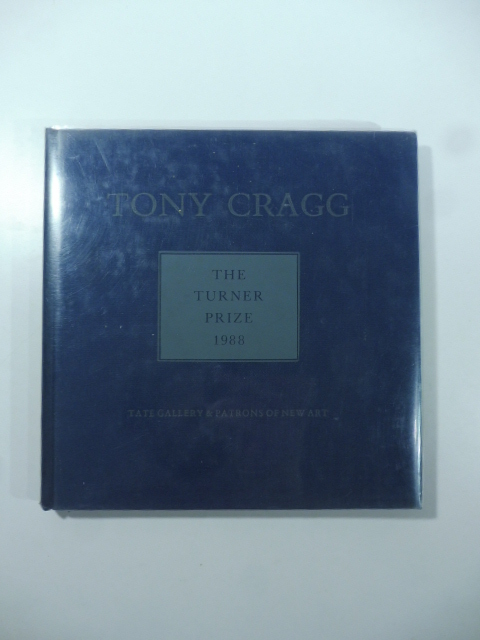 TONY CRAGG
THE
TURNER
PRIZE
1988
TATE GALLERY & PATRONS OF NEW ART